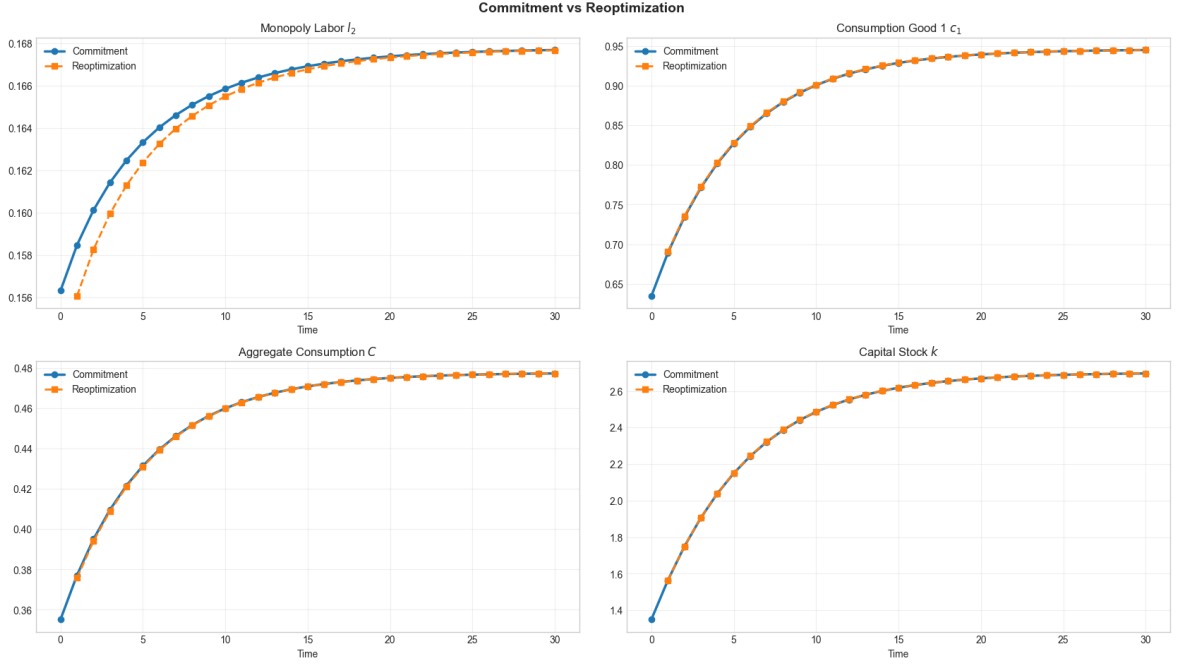 Commitment vs Reoptimization
Monopoly Labor l₂
Commitment
Reoptimization
0.168
0.166
0.164
0.162
0.160
0.158
0.156
0 5 10 15 20 25 30
Time
Consumption Good 1 c₁
Commitment
Reoptimization
0.95
0.90
0.85
0.80
0.75
0.70
0.65
0 5 10 15 20 25 30
Time
Aggregate Consumption C
Commitment
Reoptimization
0.48
0.46
0.44
0.42
0.40
0.38
0.36
0 5 10 15 20 25 30
Time
Capital Stock k
Commitment
Reoptimization
2.6
2.4
2.2
2.0
1.8
1.6
1.4
0 5 10 15 20 25 30
Time